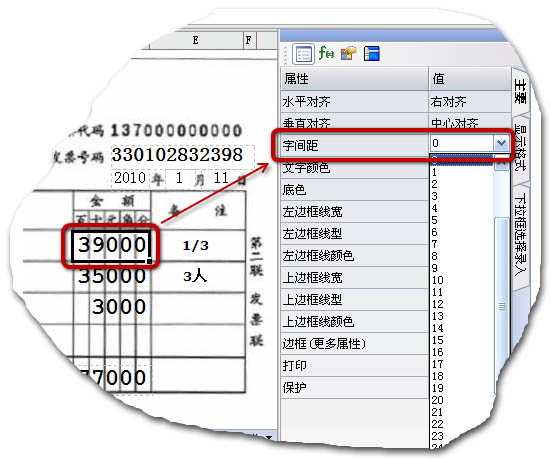 E F
代码 137000000000
发票号码 330102832398
2010 年 1 月 11 日
金 额
百 十 元 角 分
备 注
39000 1/3
35000 3人
3000
77000
第二联 发票联
f(x)
属性 值
水平对齐 右对齐
垂直对齐 中心对齐
字间距 0
文字颜色
底色
左边框线宽
左边框线型
左边框线颜色
上边框线宽
上边框线型
上边框线颜色
边框(更多属性)
打印
保护
0
1
2
3
4
5
6
7
8
9
10
11
12
13
14
15
16
17
18
19
20
21
22
23
24
主要
显示格式
下拉框选择录入